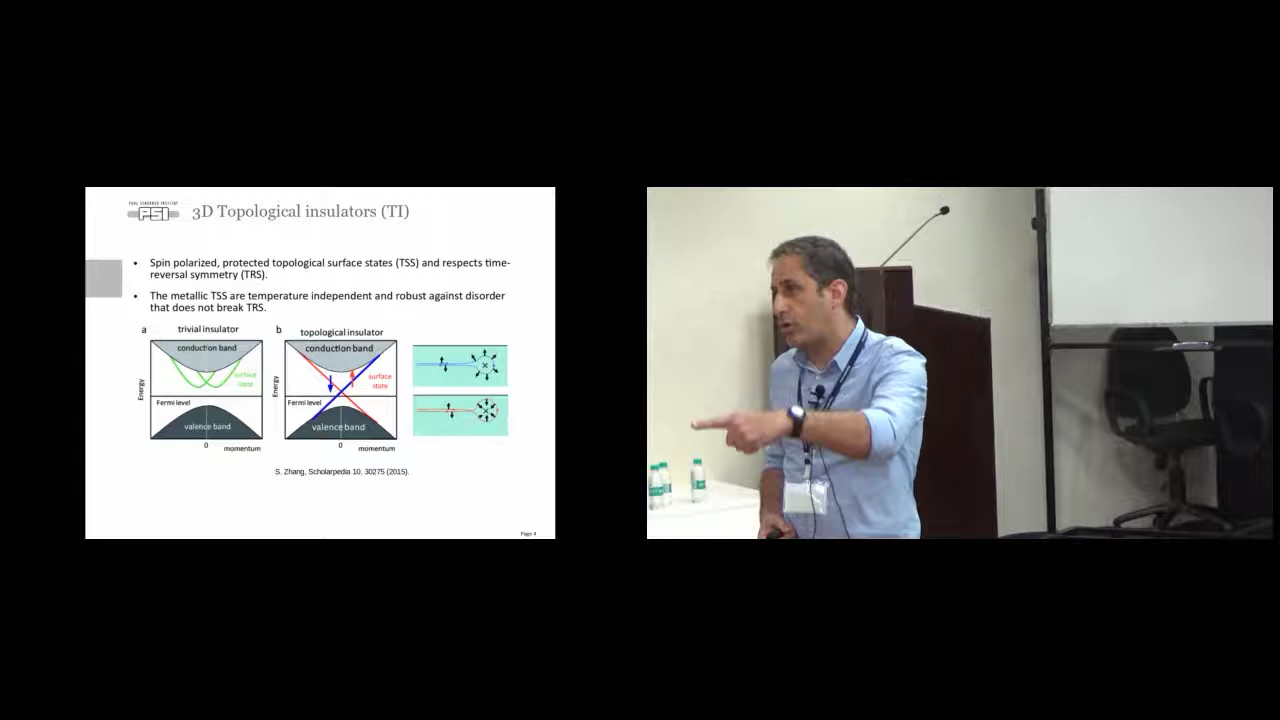 PAUL SCHERRER INSTITUT
PSI
3D Topological insulators (TI)
• Spin polarized, protected topological surface states (TSS) and respects time-
reversal symmetry (TRS).
• The metallic TSS are temperature independent and robust against disorder
that does not break TRS.
a
trivial insulator
conduction band
surface
state
Energy
Fermi level
valence band
0
momentum
b
topological insulator
conduction band
surface
state
Energy
Fermi level
valence band
0
momentum
S. Zhang, Scholarpedia 10, 30275 (2015).